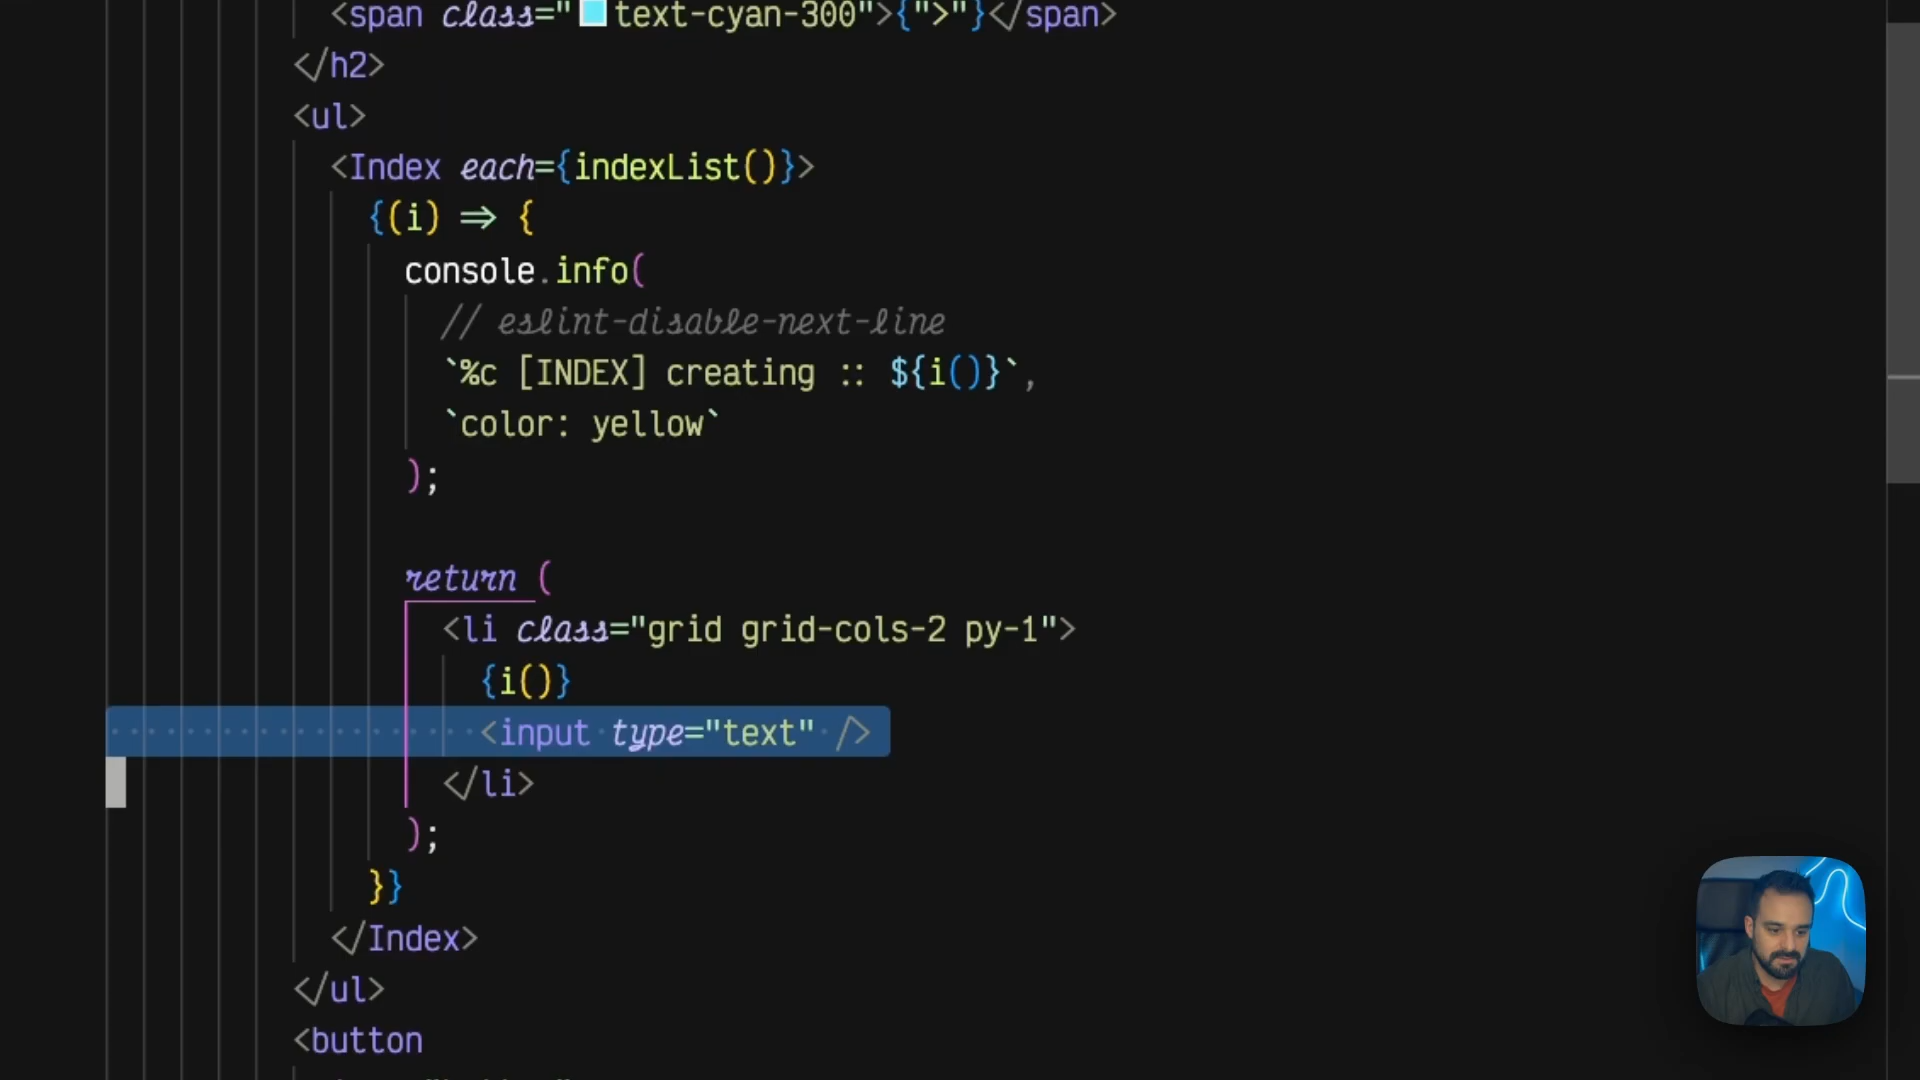 <span class="text-cyan-300">{">"}</span>
</h2>
<ul>
<Index each={indexList()}>
{(i) => {
console.info(
// eslint-disable-next-line
`%c [INDEX] creating :: ${i()}`,
`color: yellow`
);
return (
<li class="grid grid-cols-2 py-1">
{i()}
<input type="text" />
</li>
);
}}
</Index>
</ul>
<button